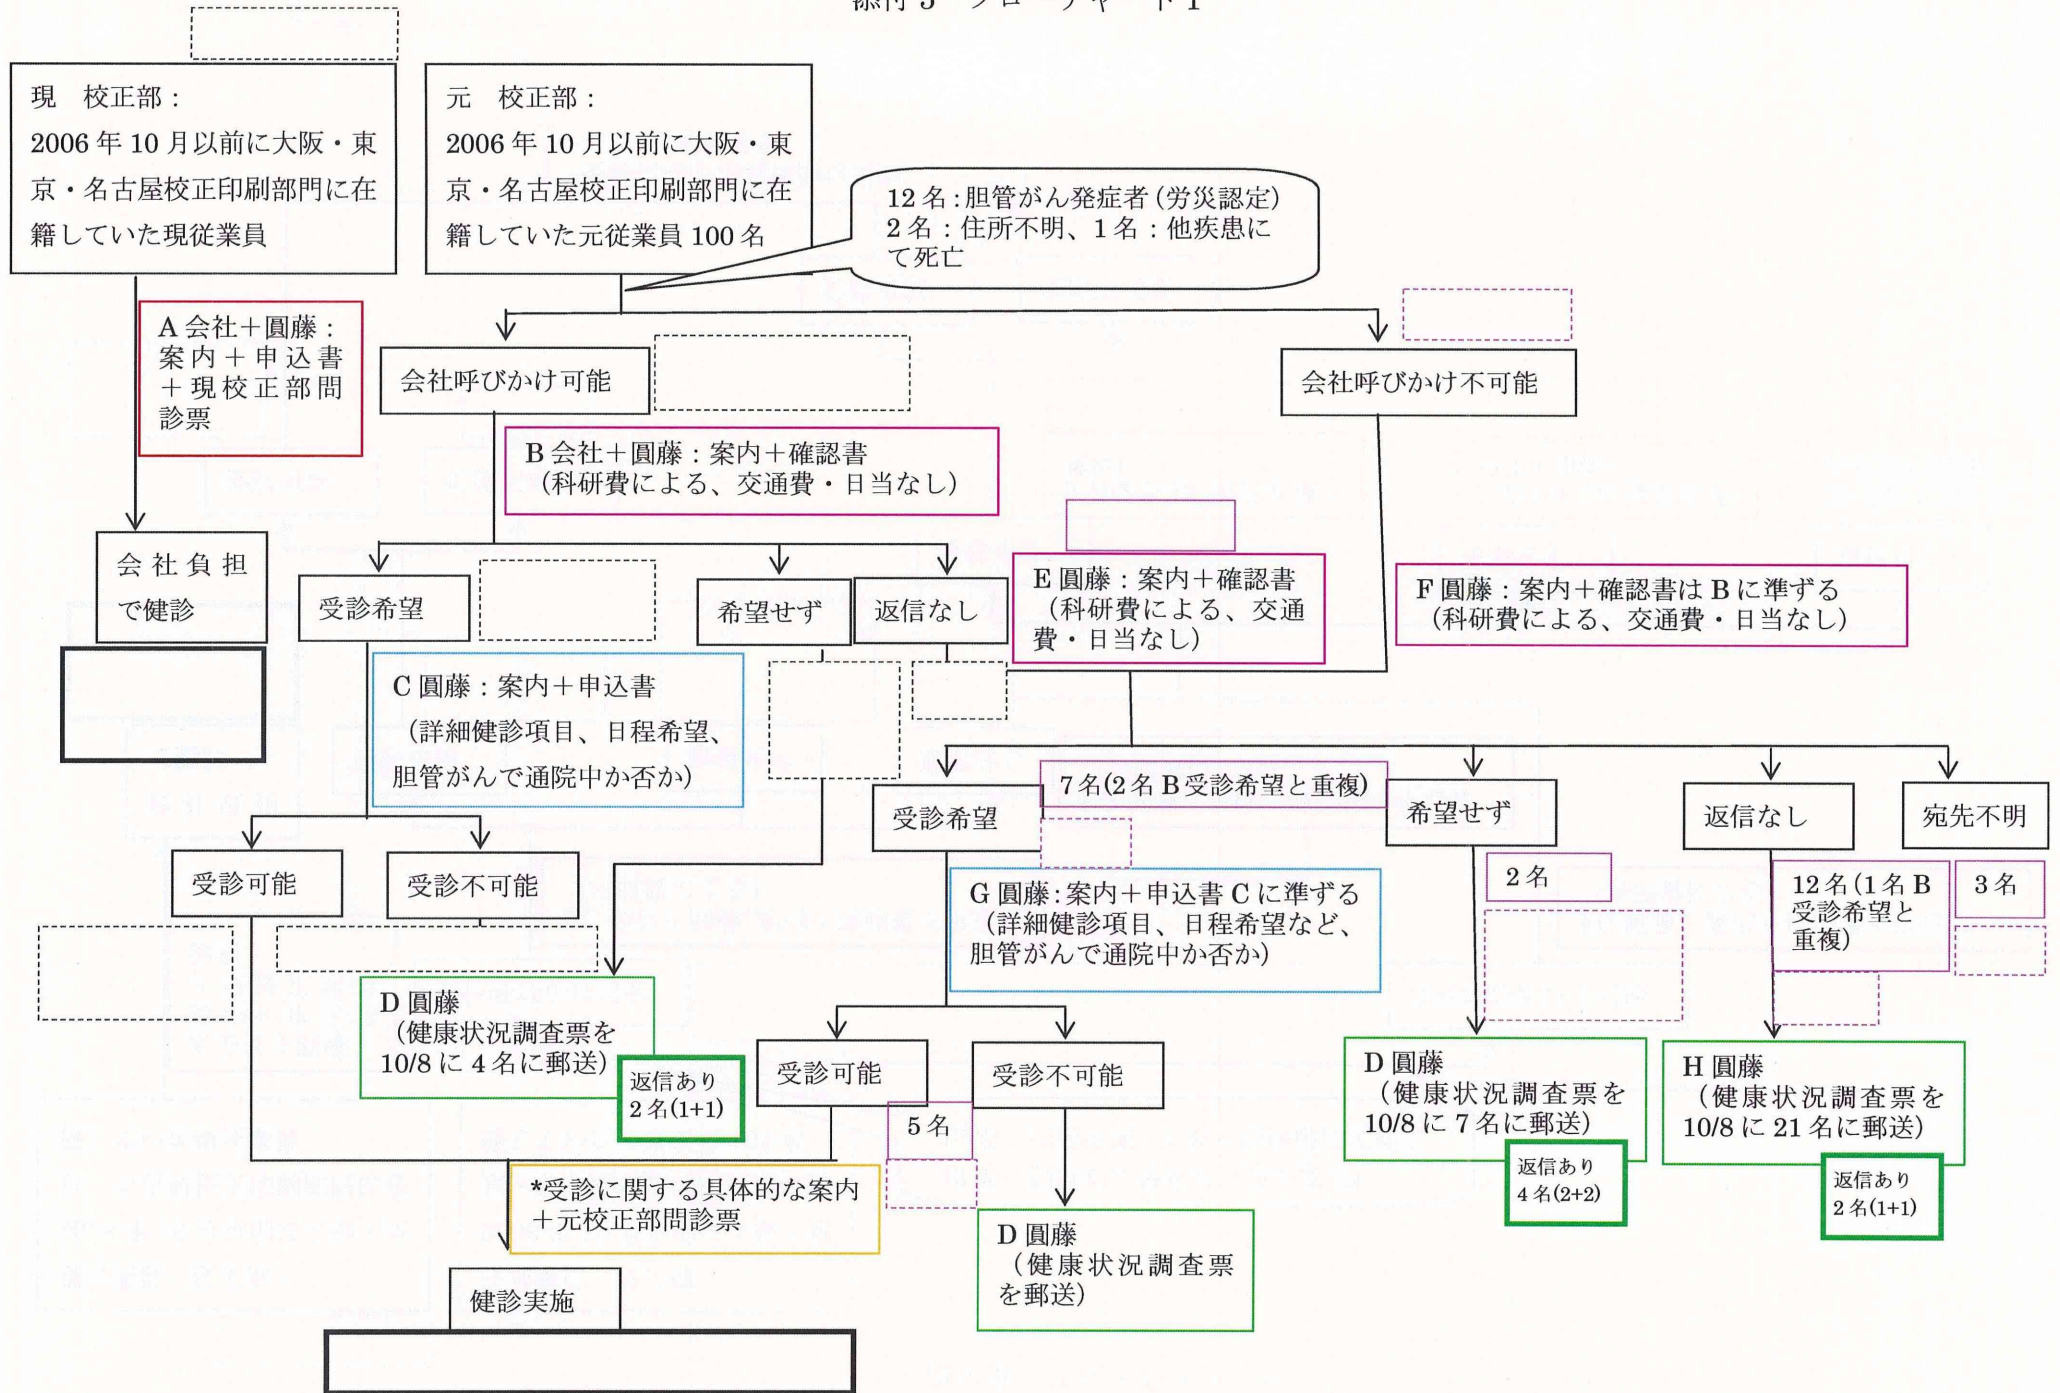 添付 3 フローチャート 1
現 校正部：
2006 年 10 月以前に大阪・東
京・名古屋校正印刷部門に在
籍していた現従業員
元 校正部：
2006 年 10 月以前に大阪・東
京・名古屋校正印刷部門に在
籍していた元従業員 100 名
12 名：胆管がん発症者（労災認定）
2 名：住所不明、1 名：他疾患に
て死亡
A 会社＋圓藤：
案内＋申込書
＋現校正部問
診票
会社呼びかけ可能
会社呼びかけ不可能
B 会社＋圓藤：案内＋確認書
（科研費による、交通費・日当なし）
会社負担
で健診
受診希望
希望せず
返信なし
E 圓藤：案内＋確認書
（科研費による、交通
費・日当なし）
F 圓藤：案内＋確認書は B に準ずる
（科研費による、交通費・日当なし）
C 圓藤：案内＋申込書
（詳細健診項目、日程希望、
胆管がんで通院中か否か）
7 名(2 名 B 受診希望と重複)
受診希望
希望せず
返信なし
宛先不明
受診可能
受診不可能
G 圓藤：案内＋申込書 C に準ずる
（詳細健診項目、日程希望など、
胆管がんで通院中か否か）
2 名
12 名(1 名 B
受診希望と
重複)
3 名
D 圓藤
（健康状況調査票を
10/8 に 4 名に郵送）
返信あり
2 名(1+1)
受診可能
受診不可能
5 名
D 圓藤
（健康状況調査票を
10/8 に 7 名に郵送）
返信あり
4 名(2+2)
H 圓藤
（健康状況調査票を
10/8 に 21 名に郵送）
返信あり
2 名(1+1)
*受診に関する具体的な案内
＋元校正部問診票
D 圓藤
（健康状況調査票
を郵送）
健診実施